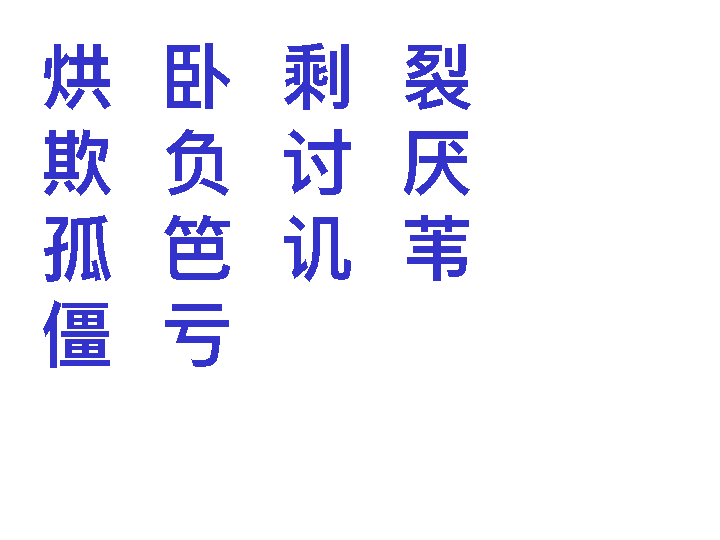 烘 卧 剩 裂
欺 负 讨 厌
孤 笆 讥 苇
僵 亏